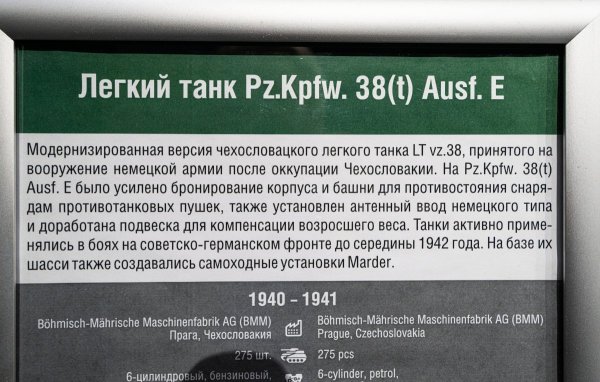 Легкий танк Pz.Kpfw. 38(t) Ausf. E
Модернизированная версия чехословацкого легкого танка LT vz.38, принятого на
вооружение немецкой армии после оккупации Чехословакии. На Pz.Kpfw. 38(t)
Ausf. E было усилено бронирование корпуса и башни для противостояния снаря-
дам противотанковых пушек, также установлен антенный ввод немецкого типа
и доработана подвеска для компенсации возросшего веса. Танки активно приме-
нялись в боях на советско-германском фронте до середины 1942 года. На базе их
шасси также создавались самоходные установки Marder.
1940 – 1941
Böhmisch-Mährische Maschinenfabrik AG (BMM)
Прага, Чехословакия
Böhmisch-Mährische Maschinenfabrik AG (BMM)
Prague, Czechoslovakia
275 шт.
275 pcs
6-цилиндровый, бензиновый,
6-cylinder, petrol,